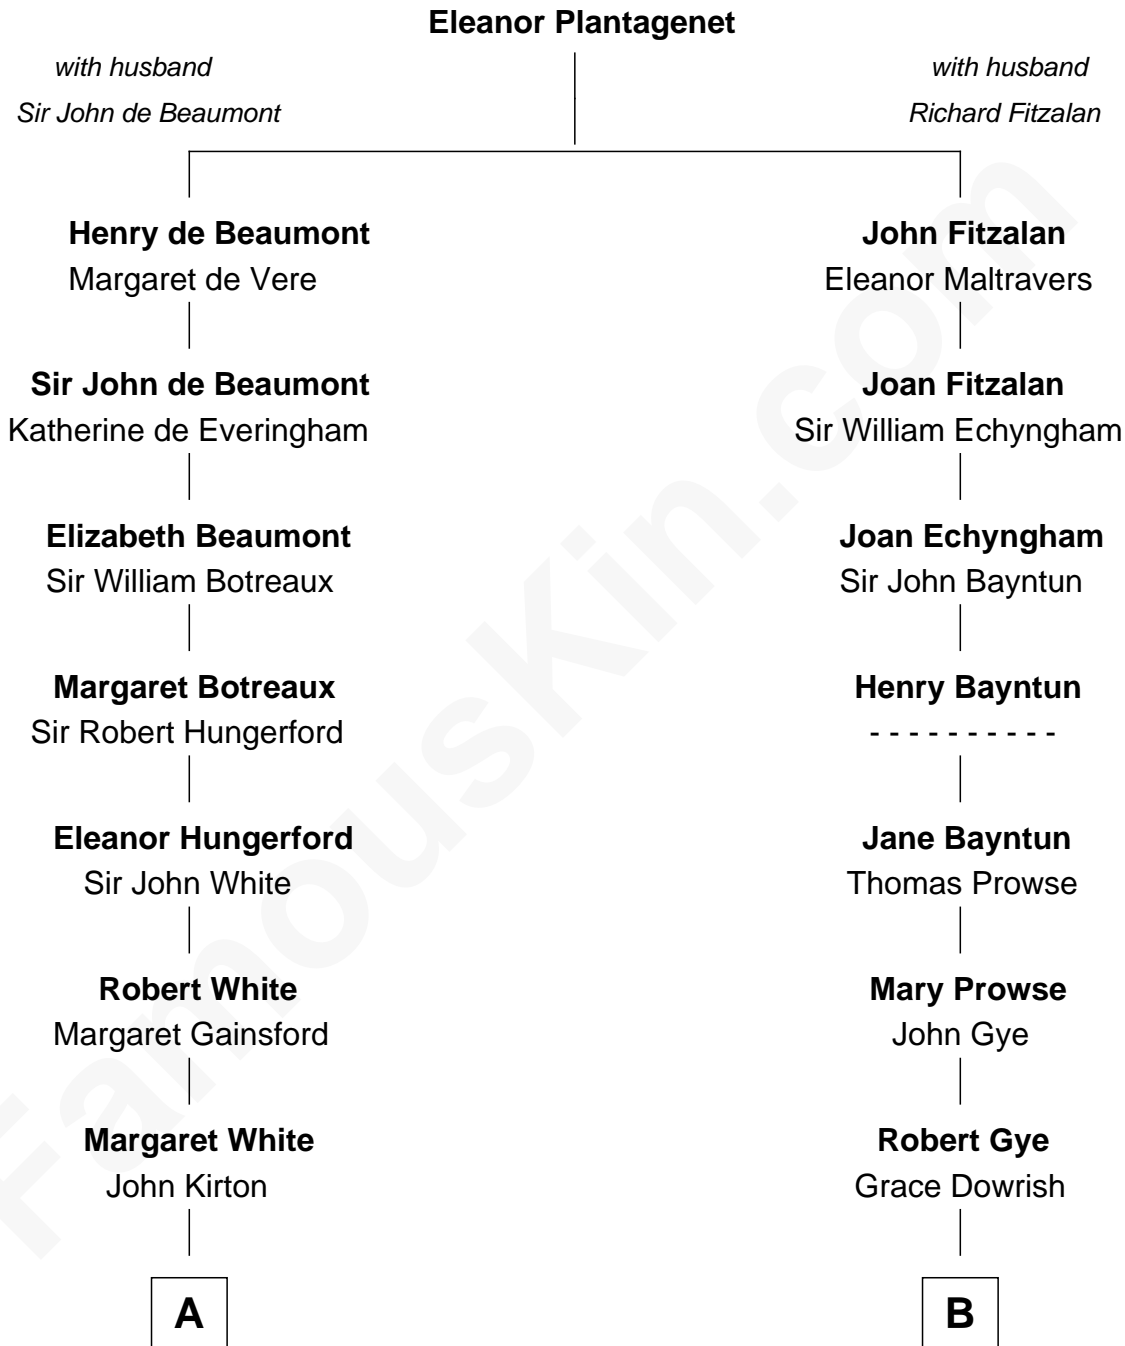 Eleanor Plantagenet
with husband
Sir John de Beaumont
with husband
Richard Fitzalan
Henry de Beaumont
Margaret de Vere
John Fitzalan
Eleanor Maltravers
Sir John de Beaumont
Katherine de Everingham
Joan Fitzalan
Sir William Echyngham
Elizabeth Beaumont
Sir William Botreaux
Joan Echyngham
Sir John Bayntun
Margaret Botreaux
Sir Robert Hungerford
Henry Bayntun
- - - - - - - - - -
Eleanor Hungerford
Sir John White
Jane Bayntun
Thomas Prowse
Robert White
Margaret Gainsford
Mary Prowse
John Gye
Margaret White
John Kirton
Robert Gye
Grace Dowrish
A
B
FamousKin.com